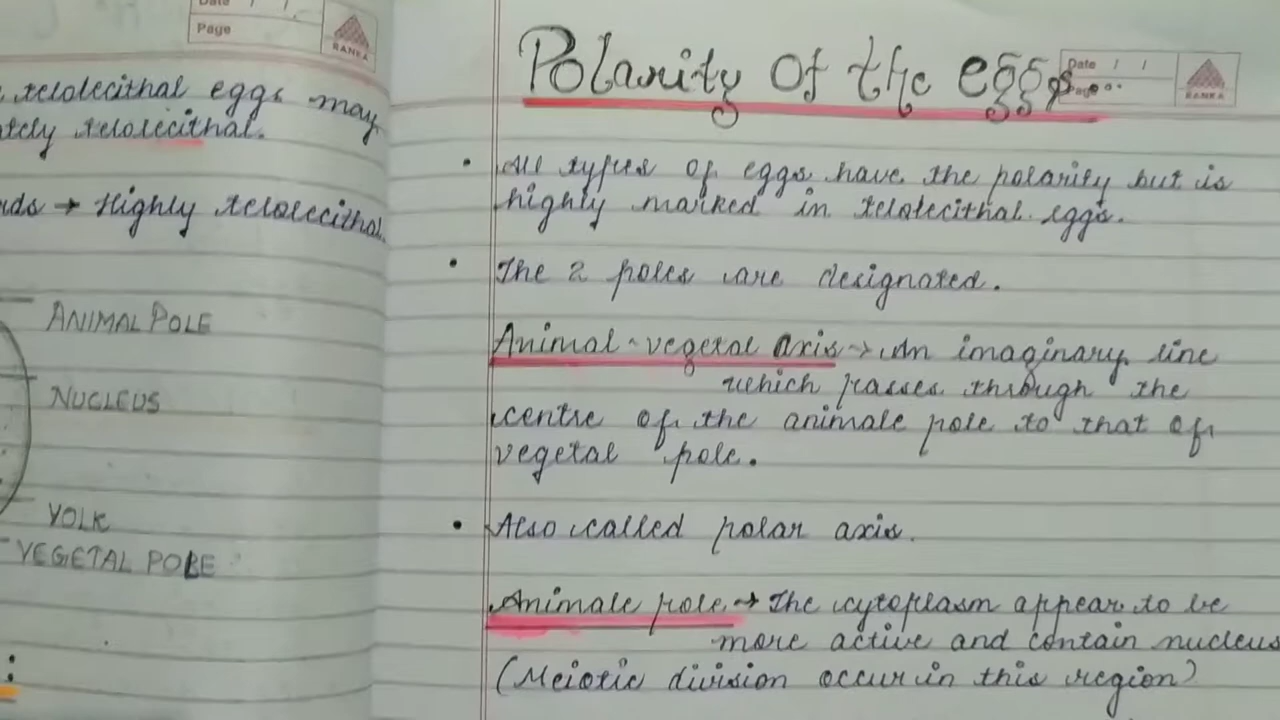 Date / /
Page
RANKA
telolecithal eggs may
telolecithal.
→ Highly telolecithal.
ANIMAL POLE
NUCLEUS
YOLK
VEGETAL POLE
Polarity Of the eggs
Date / /
Page
RANKA
• All types of eggs have the polarity but is
highly marked in telolecithal eggs.
• The 2 poles are designated.
Animal-vegetal axis → An imaginary line
which passes through the
centre of the animale pole to that of
vegetal pole.
• Also called polar axis.
Animale pole → The cytoplasm appear to be
more active and contain nucleus
(Meiotic division occur in this region)